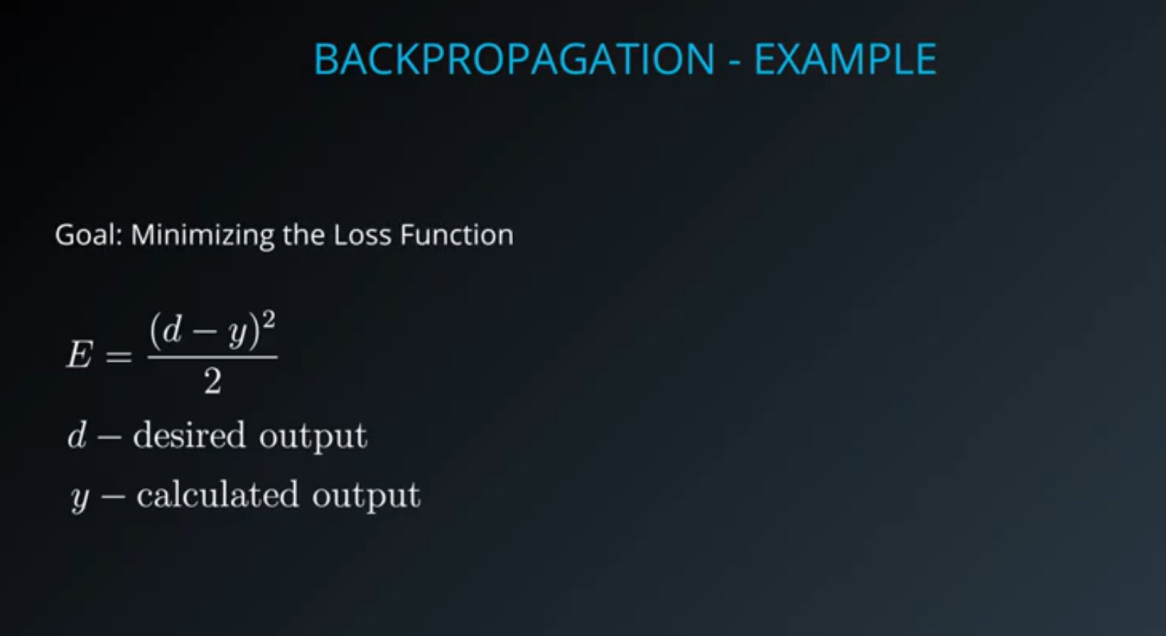 BACKPROPAGATION - EXAMPLE
Goal: Minimizing the Loss Function
E = (d − y)² / 2
d − desired output
y − calculated output